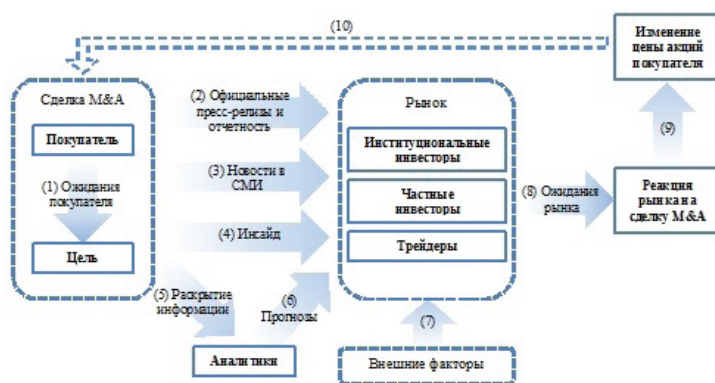 (10)
Изменение
цены акций
покупателя
Сделка M&A
Покупатель
(1) Ожидания
покупателя
Цель
(2) Официальные
пресс-релизы и
отчетность
(3) Новости в
СМИ
(4) Инсайд
(5) Раскрытие
информации
(6)
Прогнозы
Аналитики
Рынок
Институциональные
инвесторы
Частные
инвесторы
Трейдеры
(7)
Внешние факторы
(8) Ожидания
рынка
(9)
Реакция
рынка на
сделку M&A